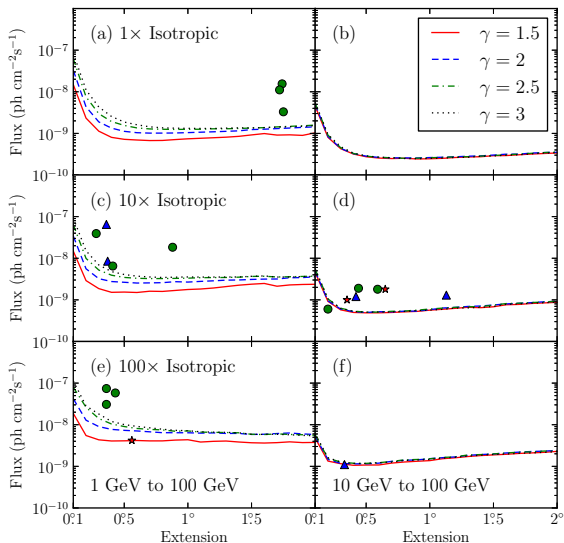 (a) 1× Isotropic
(b)
γ = 1.5
γ = 2
γ = 2.5
γ = 3
Flux (ph cm⁻²s⁻¹)
10⁻⁷
10⁻⁸
10⁻⁹
10⁻¹⁰
(c) 10× Isotropic
(d)
Flux (ph cm⁻²s⁻¹)
10⁻⁷
10⁻⁸
10⁻⁹
10⁻¹⁰
(e) 100× Isotropic
(f)
Flux (ph cm⁻²s⁻¹)
10⁻⁷
10⁻⁸
10⁻⁹
10⁻¹⁰
1 GeV to 100 GeV
10 GeV to 100 GeV
0.°1 0.°5 1° 1.°5 0.°1 0.°5 1° 1.°5 2°
Extension Extension